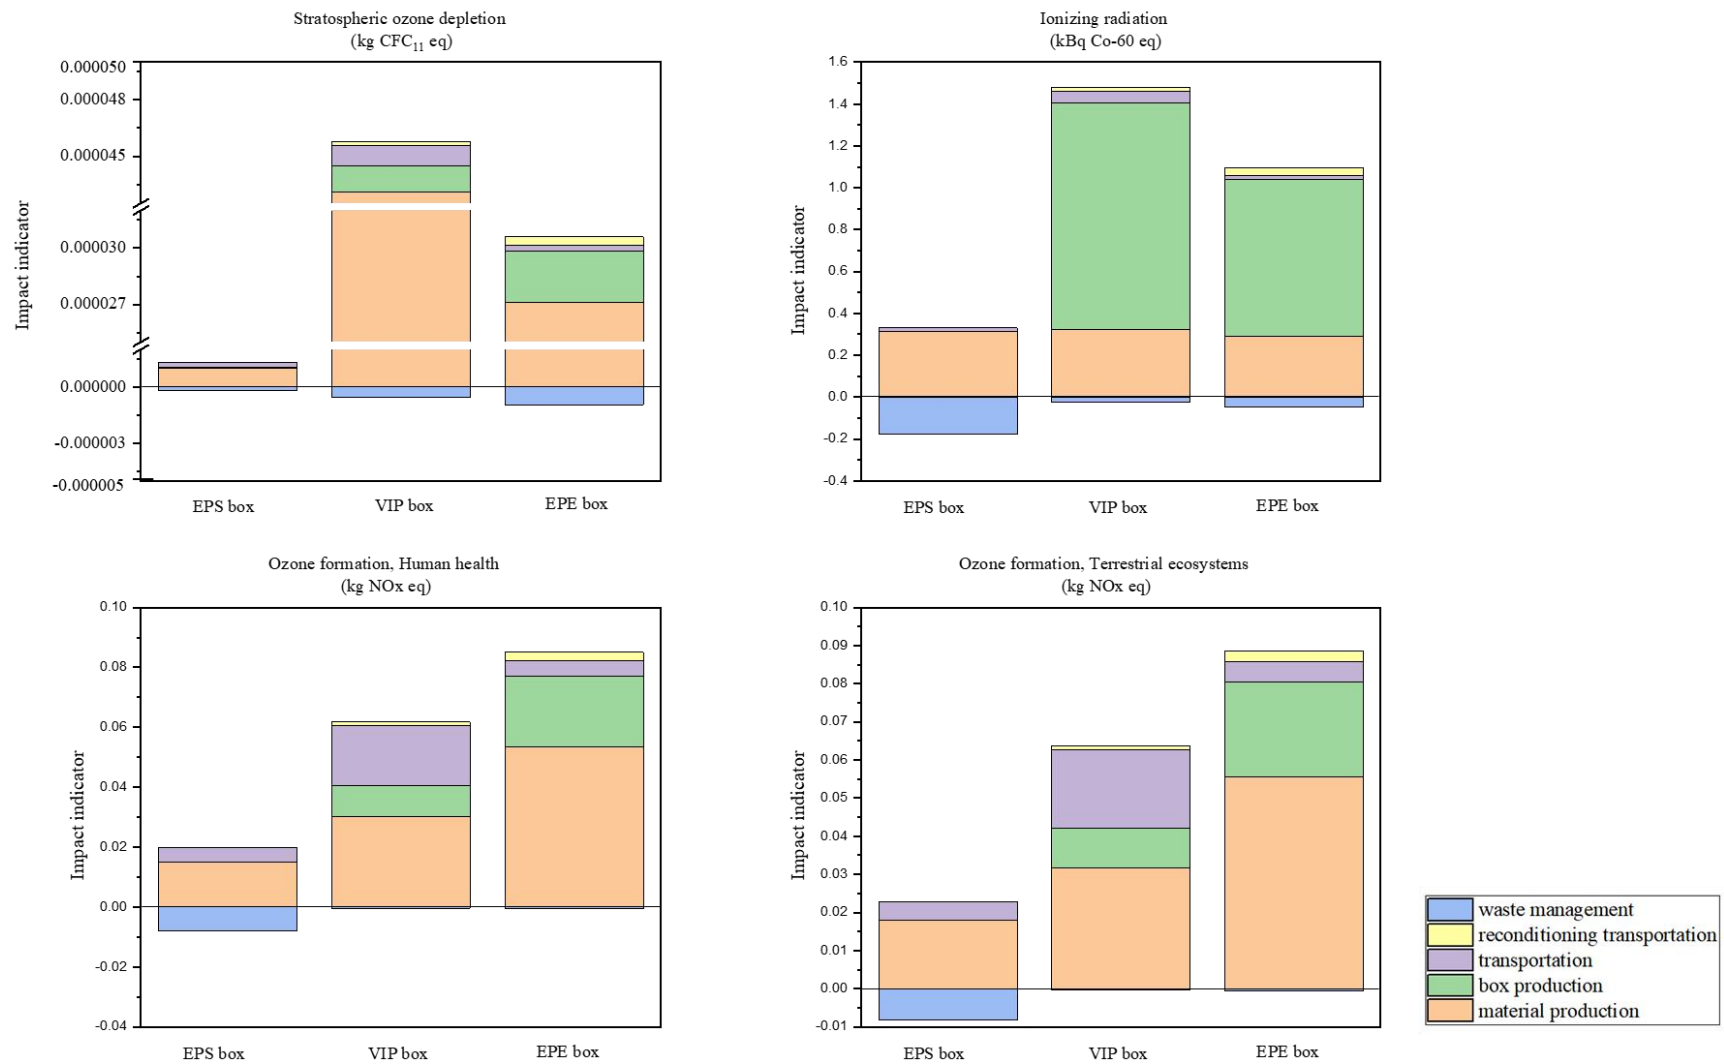 Stratospheric ozone depletion
(kg CFC₁₁ eq)
0.000050
0.000048
0.000045
0.000030
0.000027
0.000000
-0.000003
-0.000005
Impact indicator
EPS box
VIP box
EPE box
Ionizing radiation
(kBq Co-60 eq)
1.6
1.4
1.2
1.0
0.8
0.6
0.4
0.2
0.0
-0.2
-0.4
Impact indicator
EPS box
VIP box
EPE box
Ozone formation, Human health
(kg NOx eq)
0.10
0.08
0.06
0.04
0.02
0.00
-0.02
-0.04
Impact indicator
EPS box
VIP box
EPE box
Ozone formation, Terrestrial ecosystems
(kg NOx eq)
0.10
0.09
0.08
0.07
0.06
0.05
0.04
0.03
0.02
0.01
0.00
-0.01
Impact indicator
EPS box
VIP box
EPE box
waste management
reconditioning transportation
transportation
box production
material production